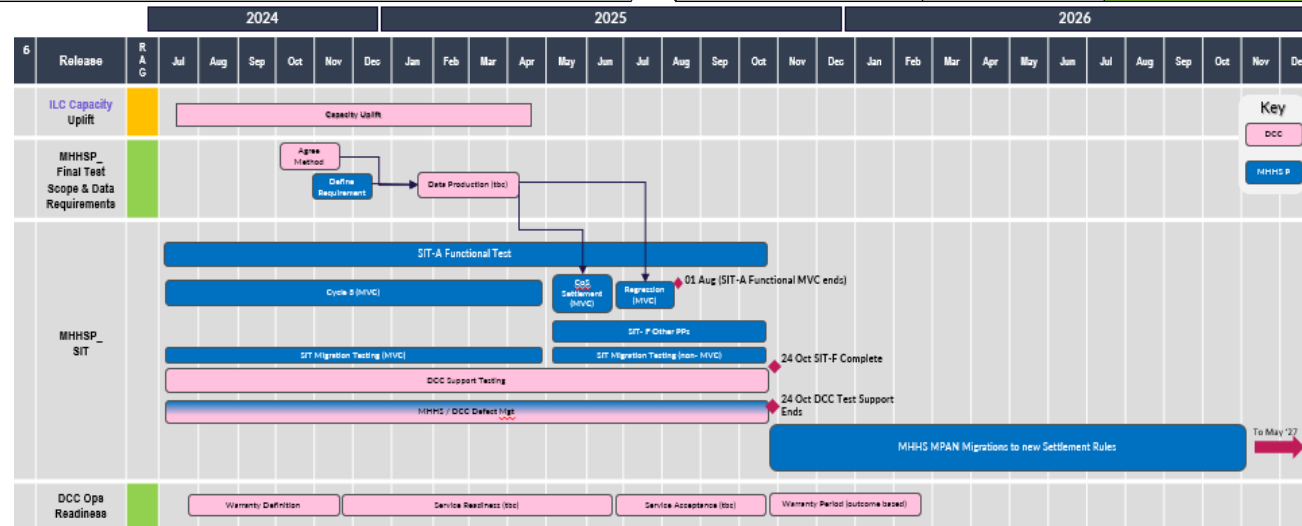 2024
2025
2026
6
Release
R
A
G
Jul
Aug
Sep
Oct
Nov
Dec
Jan
Feb
Mar
Apr
May
Jun
Jul
Aug
Sep
Oct
Nov
Dec
Jan
Feb
Mar
Apr
May
Jun
Jul
Aug
Sep
Oct
Nov
De
ILC Capacity
Uplift
Capacity Uplift
Key
DCC
MHHS P
MHHSP_
Final Test
Scope & Data
Requirements
Agree
Method
Define
Requirement
Data Production (tbc)
MHHSP_
SIT
SIT-A Functional Test
Cycle 3 (MVC)
CoS
Settlement
(MVC)
Regression
(MVC)
01 Aug (SIT-A Functional MVC ends)
SIT- F Other PPs
SIT Migration Testing (MVC)
SIT Migration Testing (non- MVC)
24 Oct SIT-F Complete
DCC Support Testing
MHHS / DCC Defect Mgt
24 Oct DCC Test Support
Ends
MHHS MPAN Migrations to new Settlement Rules
To May '27
DCC Ops
Readiness
Warranty Definition
Service Readiness (tbc)
Service Acceptance (tbc)
Warranty Period (outcome based)